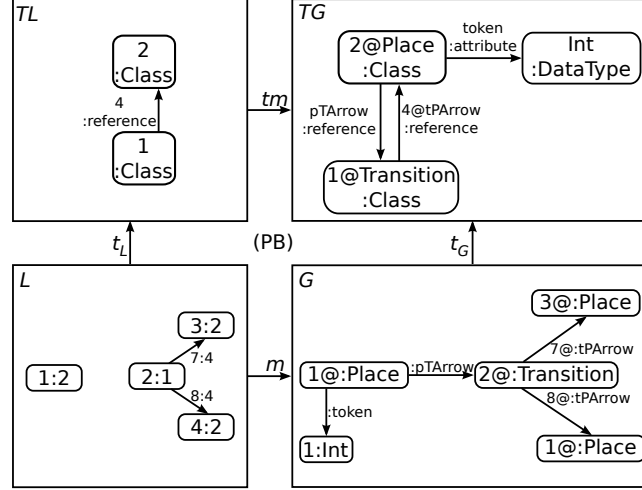 TL
2
:Class
4
:reference
1
:Class
tm
TG
2@Place
:Class
token
:attribute
Int
:DataType
pTArrow
:reference
4@tPArrow
:reference
1@Transition
:Class
t_L
(PB)
t_G
L
1:2
2:1
3:2
7:4
8:4
4:2
m
G
1@:Place
:pTArrow
2@:Transition
3@:Place
7@:tPArrow
8@:tPArrow
1@:Place
:token
1:Int